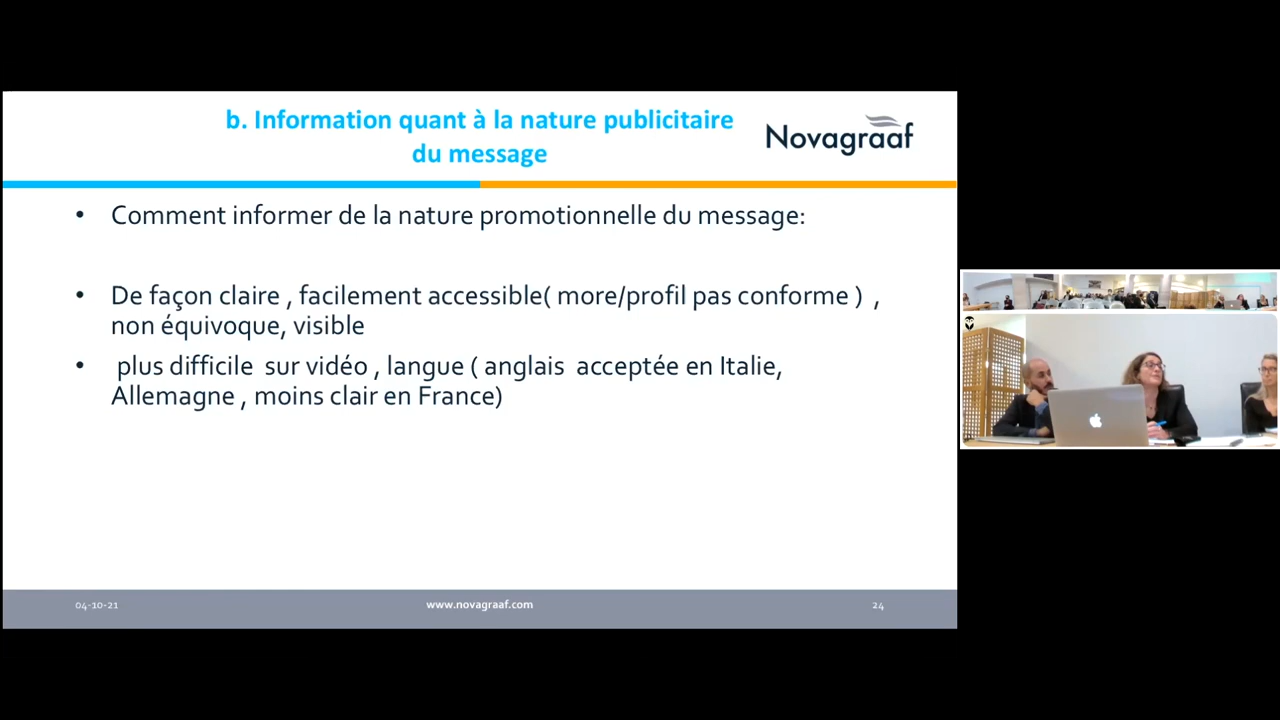 b. Information quant à la nature publicitaire
du message
Novagraaf
• Comment informer de la nature promotionnelle du message:
• De façon claire , facilement accessible( more/profil pas conforme ) ,
non équivoque, visible
• plus difficile sur vidéo , langue ( anglais acceptée en Italie,
Allemagne , moins clair en France)
04-10-21
www.novagraaf.com
24